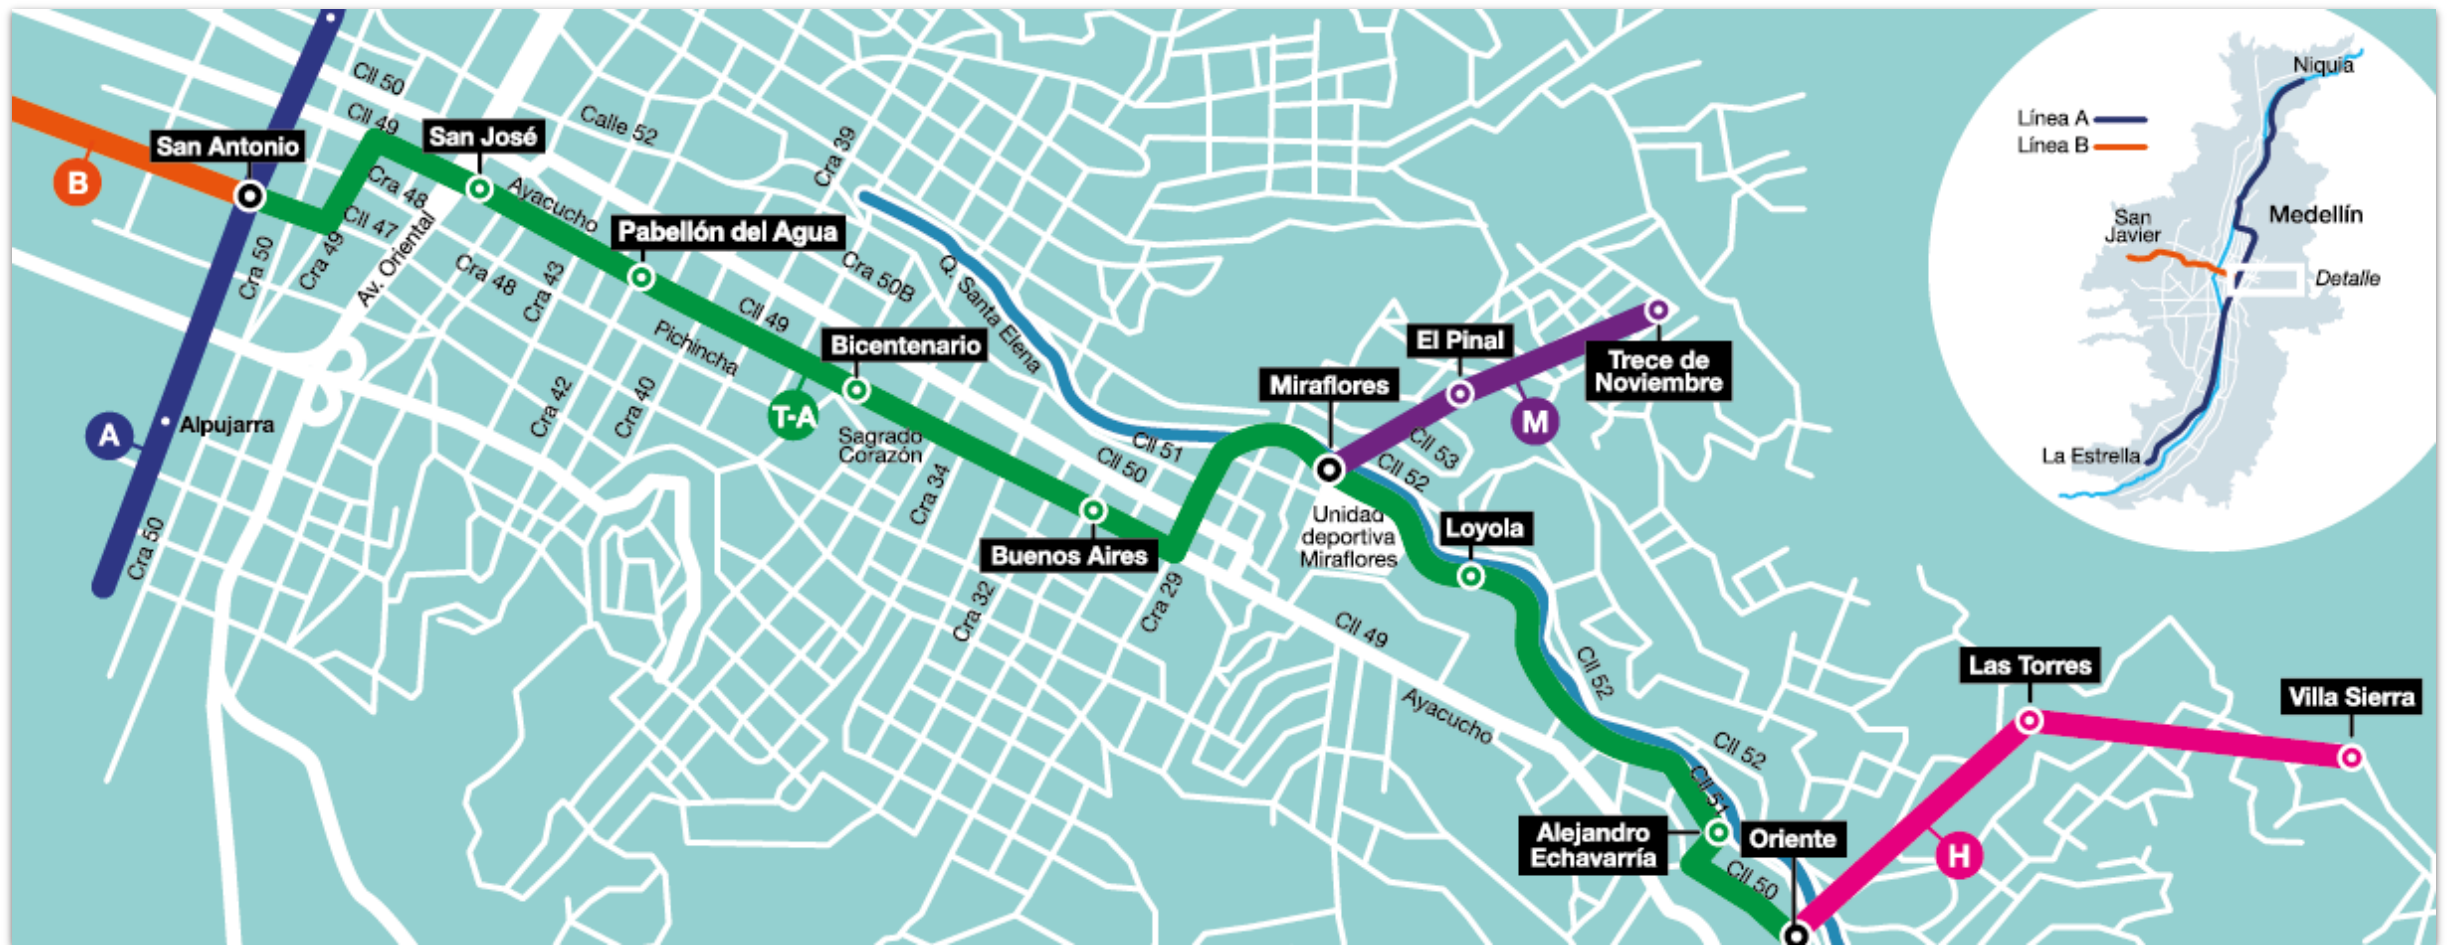 Cll 50
Cll 49
San Antonio
San José
Calle 52
Cra 39
B
Cra 48
Ayacucho
Cll 47
Av. Oriental
Cra 50
Cra 49
Pabellón del Agua
Cra 48
Cra 43
Cra 50B
Q. Santa Elena
Cll 49
Pichincha
Bicentenario
T-A
Cra 42
Cra 40
A
Alpujarra
Sagrado
Corazón
Cra 34
Cra 50
Cll 51
Cll 50
Buenos Aires
Cra 32
Cra 29
Miraflores
El Pinal
Trece de
Noviembre
M
Cll 53
Cll 52
Unidad
deportiva
Miraflores
Loyola
Cll 49
Ayacucho
Cll 52
Cll 52
Cll 51
Alejandro
Echavarría
Oriente
Cll 50
Las Torres
Villa Sierra
H
Niquia
Línea A
Línea B
San
Javier
Medellín
Detalle
La Estrella